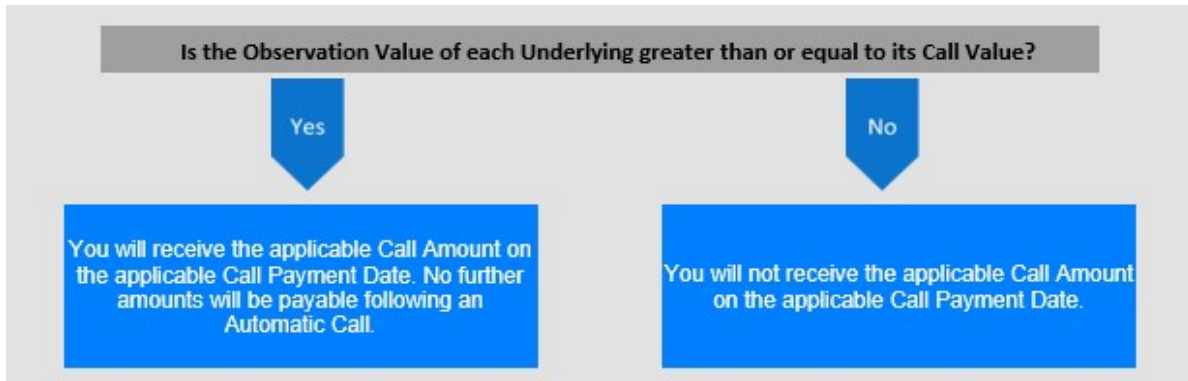 Is the Observation Value of each Underlying greater than or equal to its Call Value?
Yes
No
You will receive the applicable Call Amount on
the applicable Call Payment Date. No further
amounts will be payable following an
Automatic Call.
You will not receive the applicable Call Amount
on the applicable Call Payment Date.